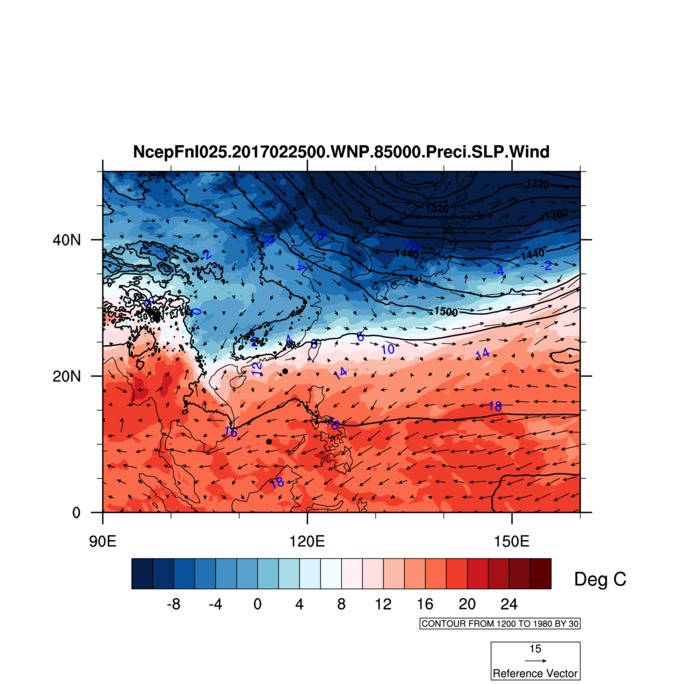 NcepFnl025.2017022500.WNP.85000.Preci.SLP.Wind
1320
1320
1380
40N
-2
1440
1440
-4
-2
0
1500
4
6
8
10
12
14
14
20N
18
16
18
0
90E
120E
150E
-8 -4 0 4 8 12 16 20 24
Deg C
CONTOUR FROM 1200 TO 1980 BY 30
15
Reference Vector